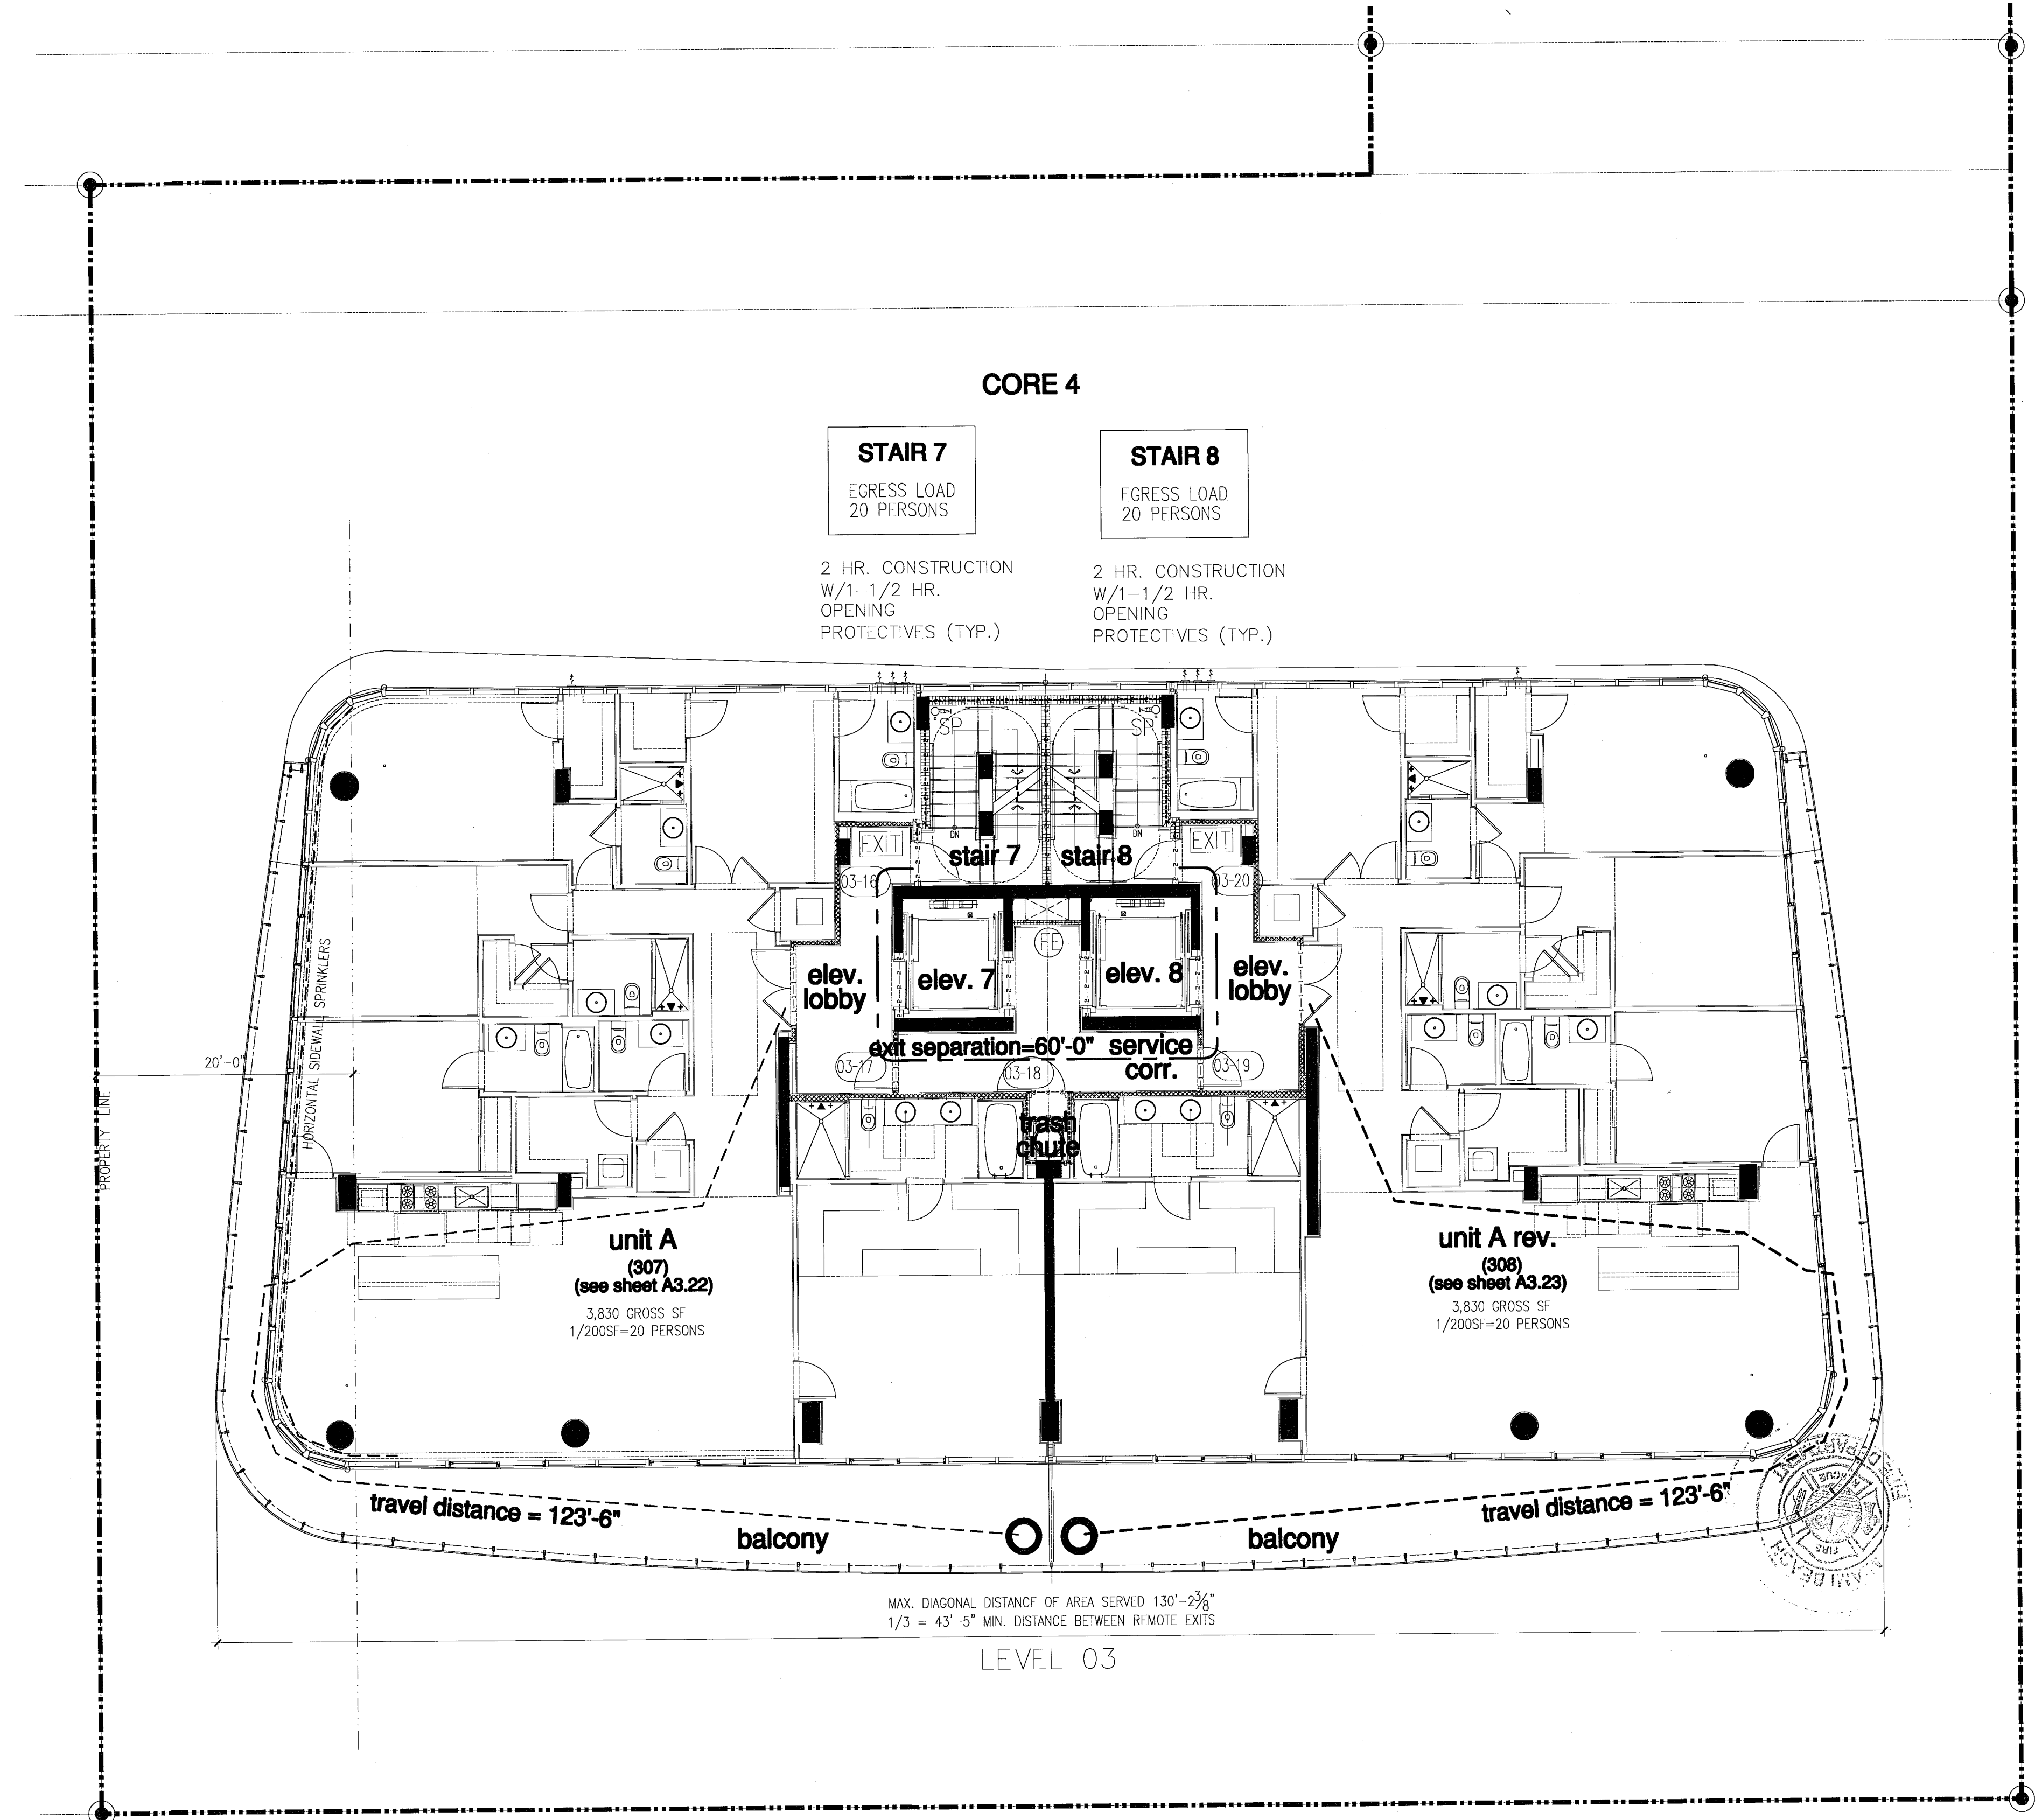 CORE 4
STAIR 7
EGRESS LOAD
20 PERSONS
STAIR 8
EGRESS LOAD
20 PERSONS
2 HR. CONSTRUCTION
W/1-1/2 HR.
OPENING
PROTECTIVES (TYP.)
2 HR. CONSTRUCTION
W/1-1/2 HR.
OPENING
PROTECTIVES (TYP.)
SP
SP
DN
DN
EXIT
EXIT
stair 7
stair 8
03-16
03-20
FE
elev.
lobby
elev. 7
elev. 8
elev.
lobby
exit separation=60'-0"
service
corr.
03-17
03-18
03-19
trash
chute
20'-0"
PROPERTY LINE
HORIZONTAL SIDEWALL SPRINKLERS
unit A
(307)
(see sheet A3.22)
3,830 GROSS SF
1/200SF=20 PERSONS
unit A rev.
(308)
(see sheet A3.23)
3,830 GROSS SF
1/200SF=20 PERSONS
travel distance = 123'-6"
balcony
balcony
travel distance = 123'-6"
FIRE DEPARTMENT
RESCUE
FIRE
MIAMI BEACH
MAX. DIAGONAL DISTANCE OF AREA SERVED 130'-2 3/8"
1/3 = 43'-5" MIN. DISTANCE BETWEEN REMOTE EXITS
LEVEL 03